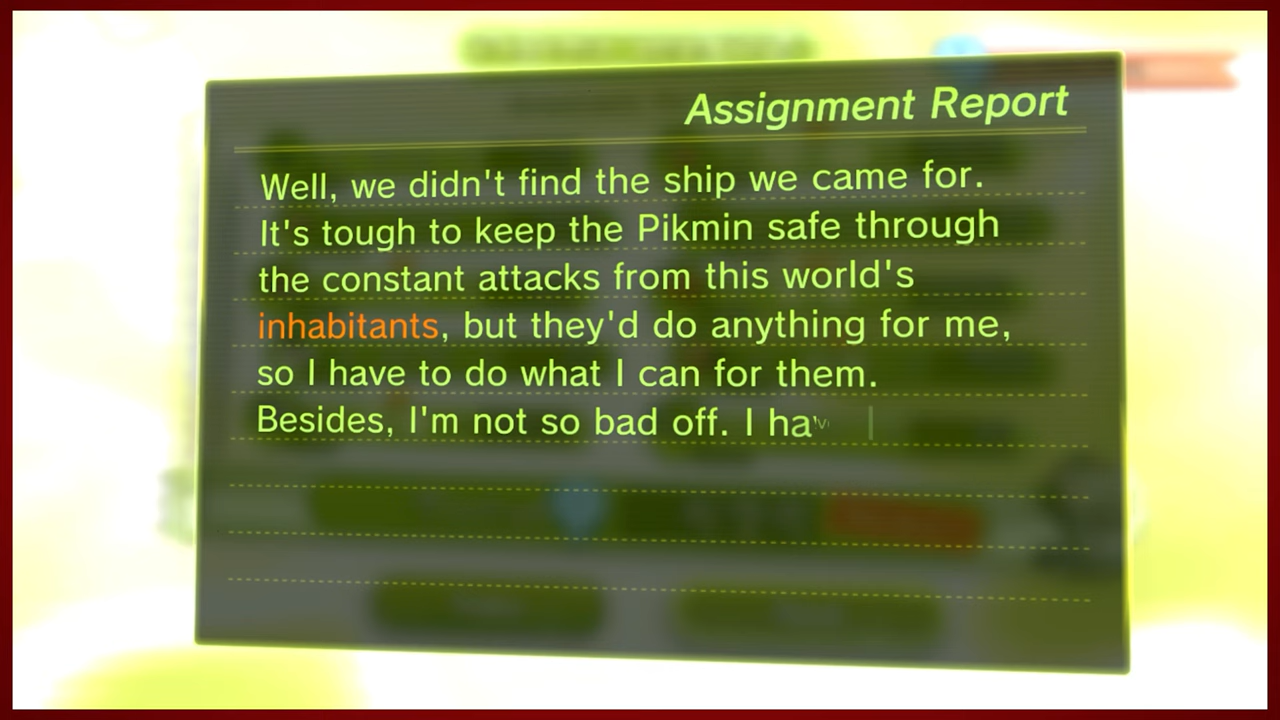 Assignment Report
Well, we didn't find the ship we came for.
It's tough to keep the Pikmin safe through
the constant attacks from this world's
inhabitants, but they'd do anything for me,
so I have to do what I can for them.
Besides, I'm not so bad off. I hav